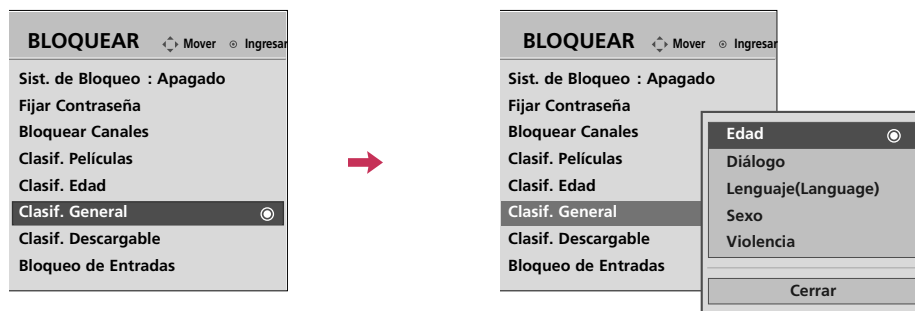 BLOQUEAR Mover Ingresar
Sist. de Bloqueo : Apagado
Fijar Contraseña
Bloquear Canales
Clasif. Películas
Clasif. Edad
Clasif. General
Clasif. Descargable
Bloqueo de Entradas
BLOQUEAR Mover Ingresar
Sist. de Bloqueo : Apagado
Fijar Contraseña
Bloquear Canales
Clasif. Películas
Clasif. Edad
Clasif. General
Clasif. Descargable
Bloqueo de Entradas
Edad
Diálogo
Lenguaje(Language)
Sexo
Violencia
Cerrar